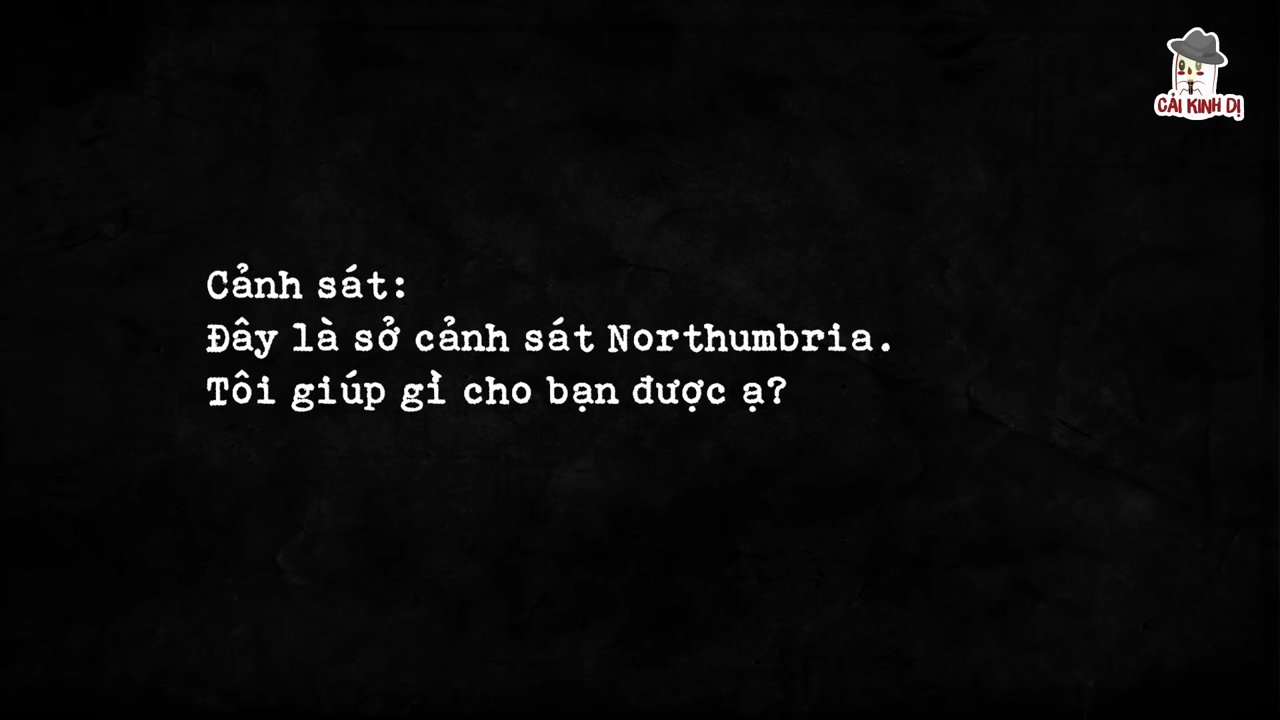 CẢI KINH DỊ
Cảnh sát:
Đây là sở cảnh sát Northumbria.
Tôi giúp gì cho bạn được ạ?